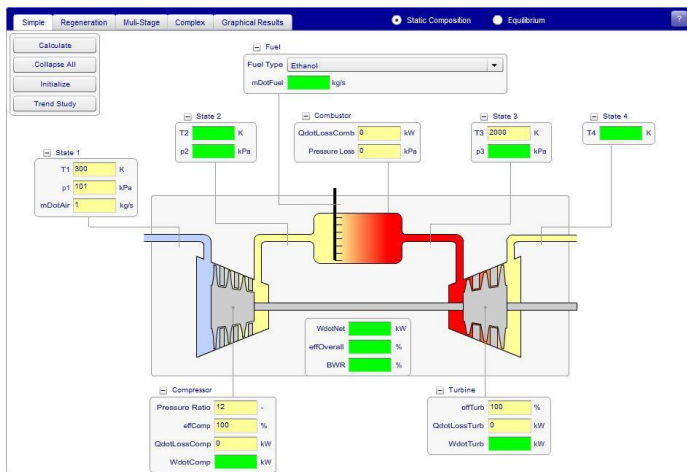 Simple Regeneration Muli-Stage Complex Graphical Results Static Composition Equilibrium ?
Calculate
Collapse All
Initialize
Trend Study
Fuel
Fuel Type Ethanol
mDotFuel kg/s
State 2
T2 K
p2 kPa
Combustor
QdotLossComb 0 kW
Pressure Loss 0 kPa
State 3
T3 2000 K
p3 kPa
State 4
T4 K
State 1
T1 300 K
p1 101 kPa
mDotAir 1 kg/s
WdotNet kW
effOverall %
BWR %
Compressor
Pressure Ratio 12 -
effComp 100 %
QdotLossComp 0 kW
WdotComp kW
Turbine
effTurb 100 %
QdotLossTurb 0 kW
WdotTurb kW